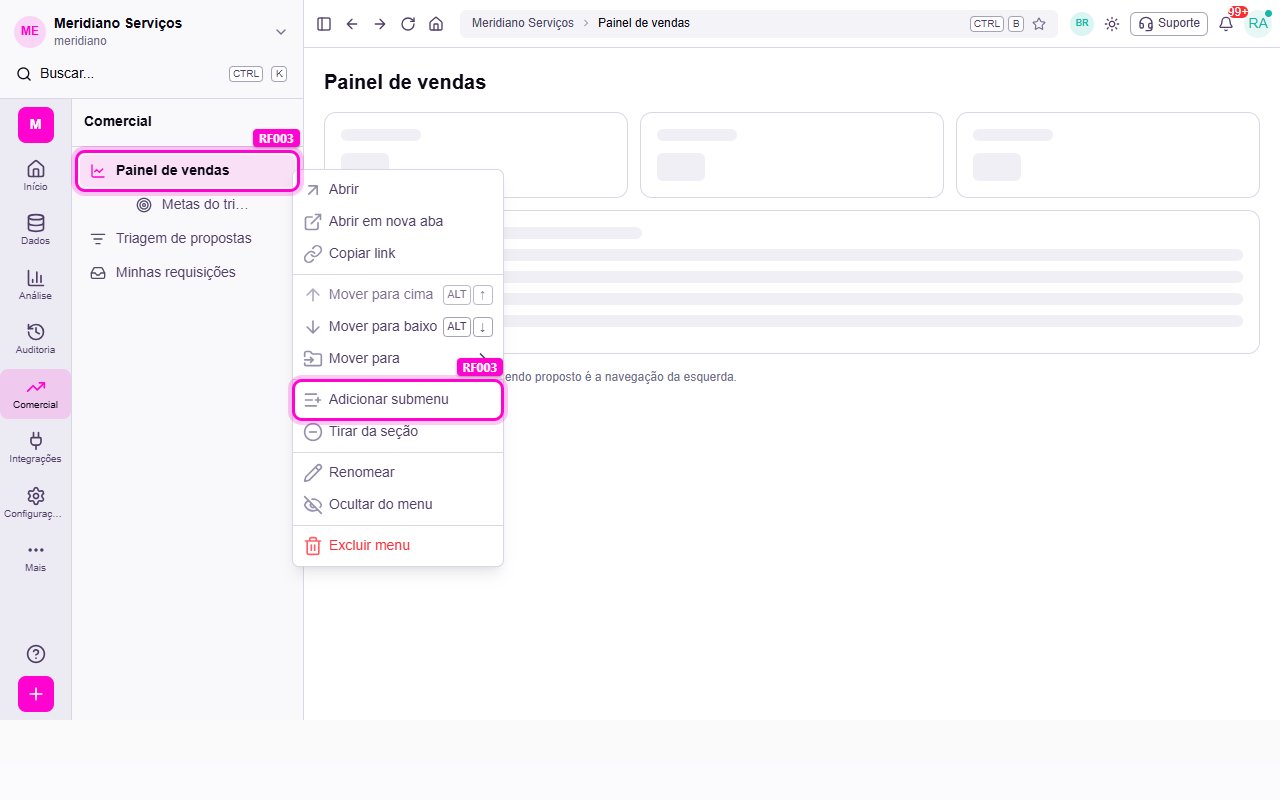 ME
Meridiano Serviços
meridiano
Buscar...
CTRL K
Meridiano Serviços > Painel de vendas
CTRL B
BR
Suporte
99+
RA
M
Início
Dados
Análise
Auditoria
Comercial
Integrações
Configuraç...
Mais
Comercial
RF003
Painel de vendas
Metas do tri...
Triagem de propostas
Minhas requisições
Painel de vendas
Abrir
Abrir em nova aba
Copiar link
Mover para cima ALT ↑
Mover para baixo ALT ↓
Mover para
RF003
Adicionar submenu
Tirar da seção
Renomear
Ocultar do menu
Excluir menu
endo proposto é a navegação da esquerda.